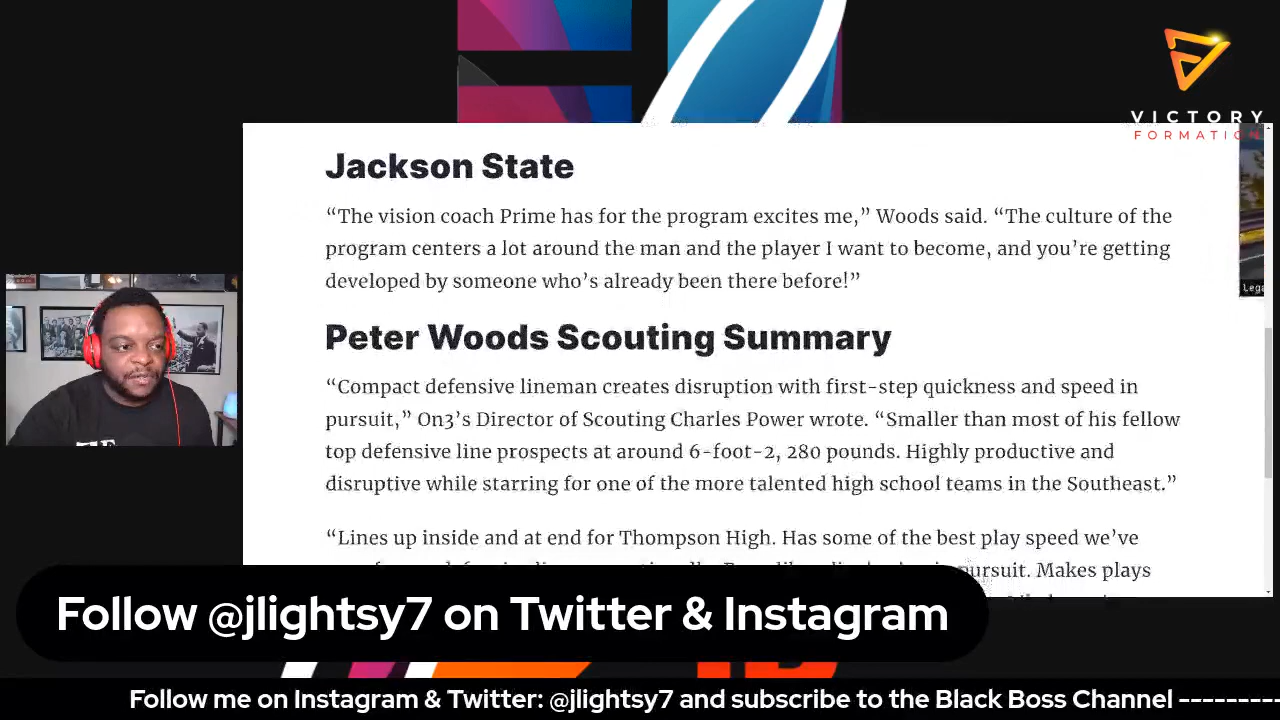 VICTORY
FORMATION
Jackson State
“The vision coach Prime has for the program excites me,” Woods said. “The culture of the
program centers a lot around the man and the player I want to become, and you’re getting
developed by someone who’s already been there before!”
Lega
Peter Woods Scouting Summary
“Compact defensive lineman creates disruption with first-step quickness and speed in
pursuit,” On3’s Director of Scouting Charles Power wrote. “Smaller than most of his fellow
top defensive line prospects at around 6-foot-2, 280 pounds. Highly productive and
disruptive while starring for one of the more talented high school teams in the Southeast.”
“Lines up inside and at end for Thompson High. Has some of the best play speed we’ve
pursuit. Makes plays
Follow @jlightsy7 on Twitter & Instagram
Follow me on Instagram & Twitter: @jlightsy7 and subscribe to the Black Boss Channel ---------